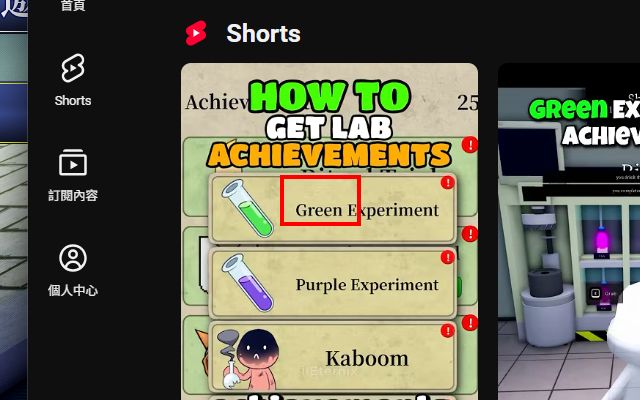 首頁
Shorts
訂閱內容
個人中心
Shorts
HOW TO
GET LAB
ACHIEVEMENTS
Achiev
25
Green Experiment
Purple Experiment
Kaboom
GREEN EX
ACHIEV